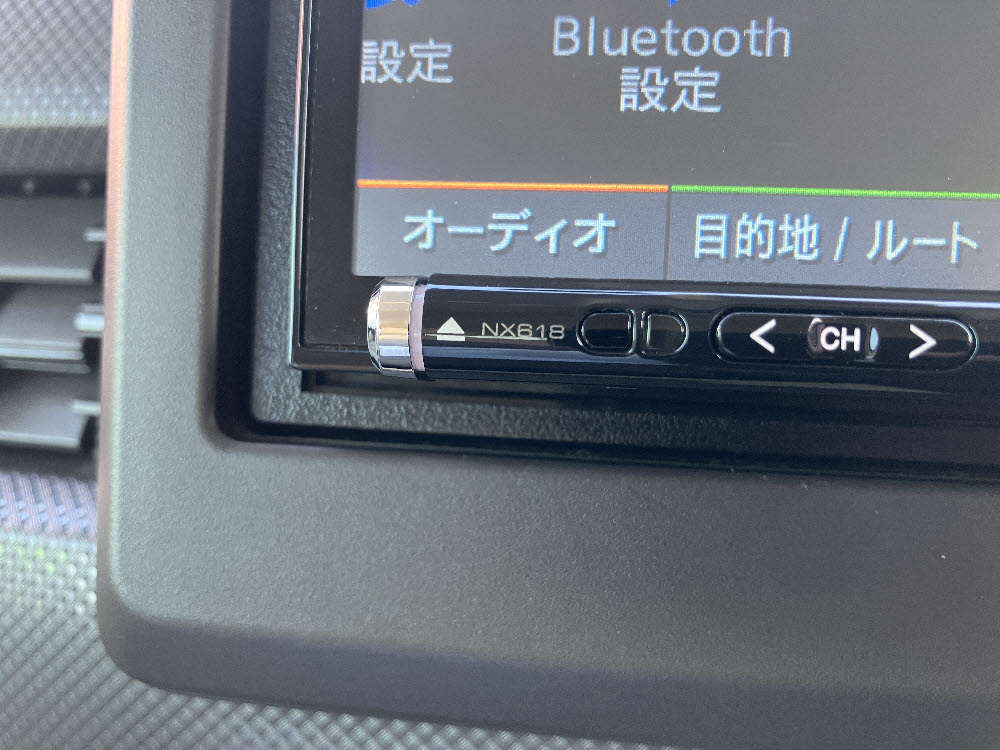 設定
Bluetooth
設定
オーディオ
目的地 / ルート
NX618
CH